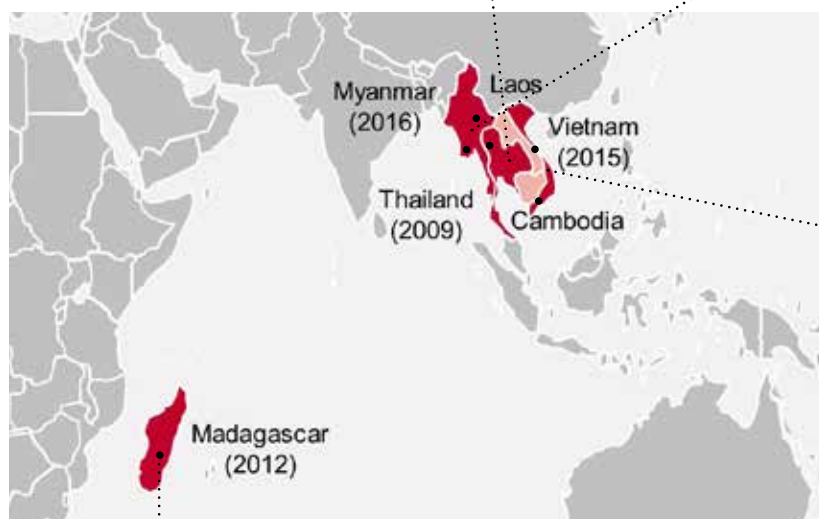 Laos
Myanmar
(2016)
Vietnam
(2015)
Thailand
(2009)
Cambodia
Madagascar
(2012)